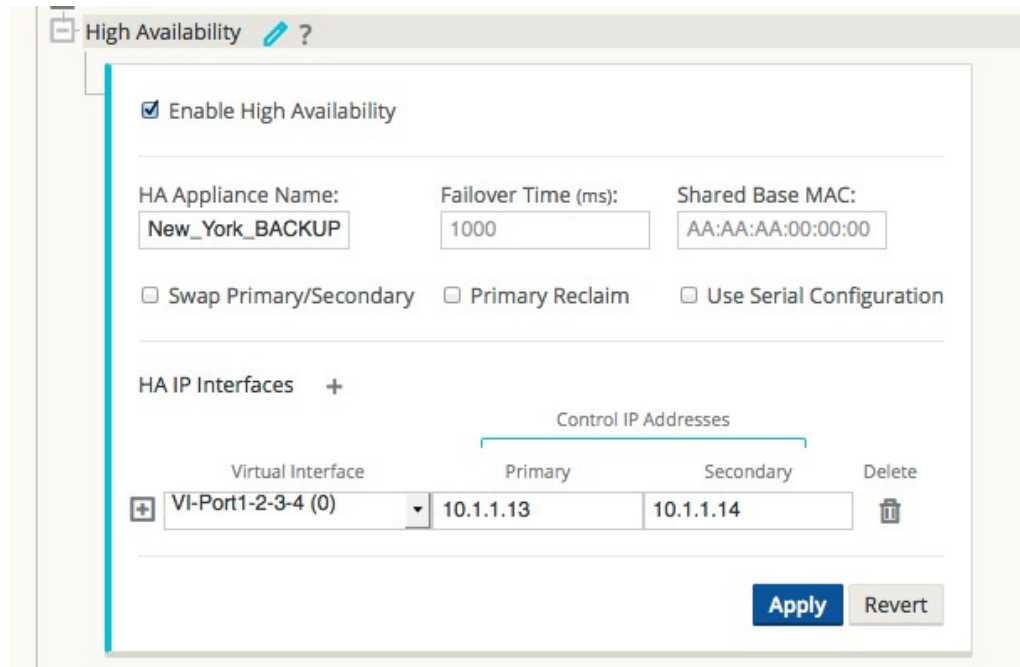 High Availability ?
Enable High Availability
HA Appliance Name: Failover Time (ms): Shared Base MAC:
New_York_BACKUP 1000 AA:AA:AA:00:00:00
Swap Primary/Secondary Primary Reclaim Use Serial Configuration
HA IP Interfaces +
Control IP Addresses
Virtual Interface Primary Secondary Delete
VI-Port1-2-3-4 (0) 10.1.1.13 10.1.1.14
Apply Revert